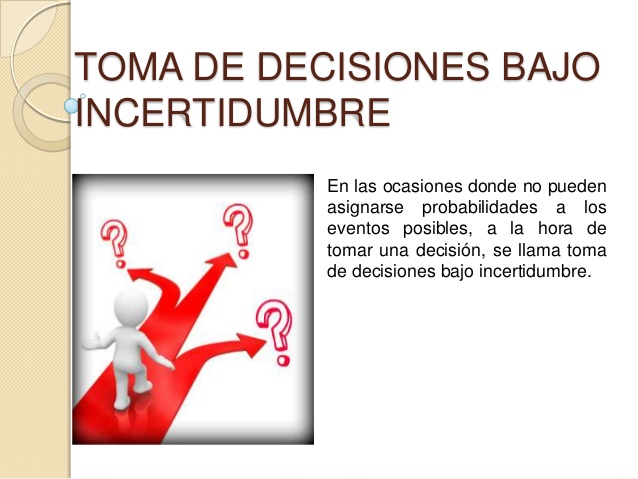 TOMA DE DECISIONES BAJO
INCERTIDUMBRE
En las ocasiones donde no pueden
asignarse probabilidades a los
eventos posibles, a la hora de
tomar una decisión, se llama toma
de decisiones bajo incertidumbre.
? ? ?